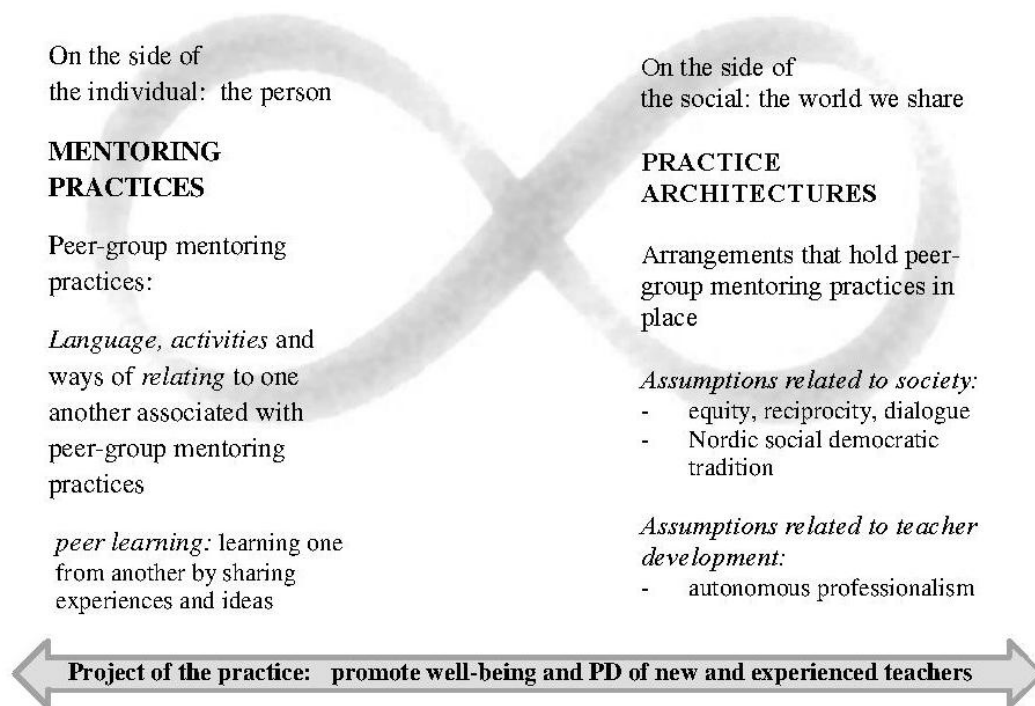 On the side of
the individual: the person
MENTORING
PRACTICES
Peer-group mentoring
practices:
Language, activities and
ways of relating to one
another associated with
peer-group mentoring
practices
peer learning: learning one
from another by sharing
experiences and ideas
On the side of
the social: the world we share
PRACTICE
ARCHITECTURES
Arrangements that hold peer-
group mentoring practices in
place
Assumptions related to society:
- equity, reciprocity, dialogue
- Nordic social democratic
tradition
Assumptions related to teacher
development:
- autonomous professionalism
Project of the practice: promote well-being and PD of new and experienced teachers